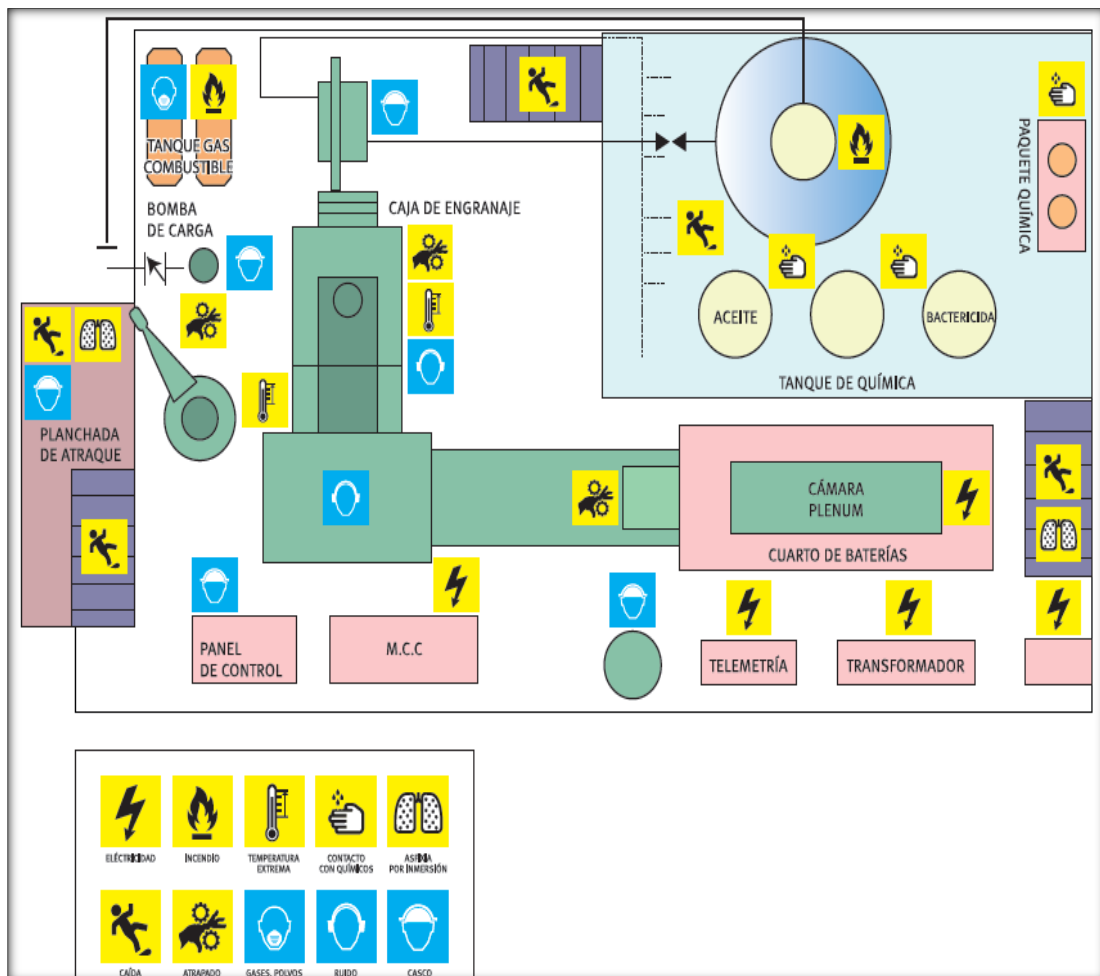 TANQUE GAS
COMBUSTIBLE
BOMBA
DE CARGA
CAJA DE ENGRANAJE
PAQUETE QUÍMICA
ACEITE
BACTERICIDA
TANQUE DE QUÍMICA
PLANCHADA
DE ATRAQUE
CÁMARA
PLENUM
CUARTO DE BATERÍAS
PANEL
DE CONTROL
M.C.C
TELEMETRÍA
TRANSFORMADOR
ELÉCTRICIDAD
INCENDIO
TEMPERATURA
EXTREMA
CONTACTO
CON QUÍMICOS
ASFIXIA
POR INMERSIÓN
CAÍDA
ATRAPADO
GASES, POLVOS
RUIDO
CASCO